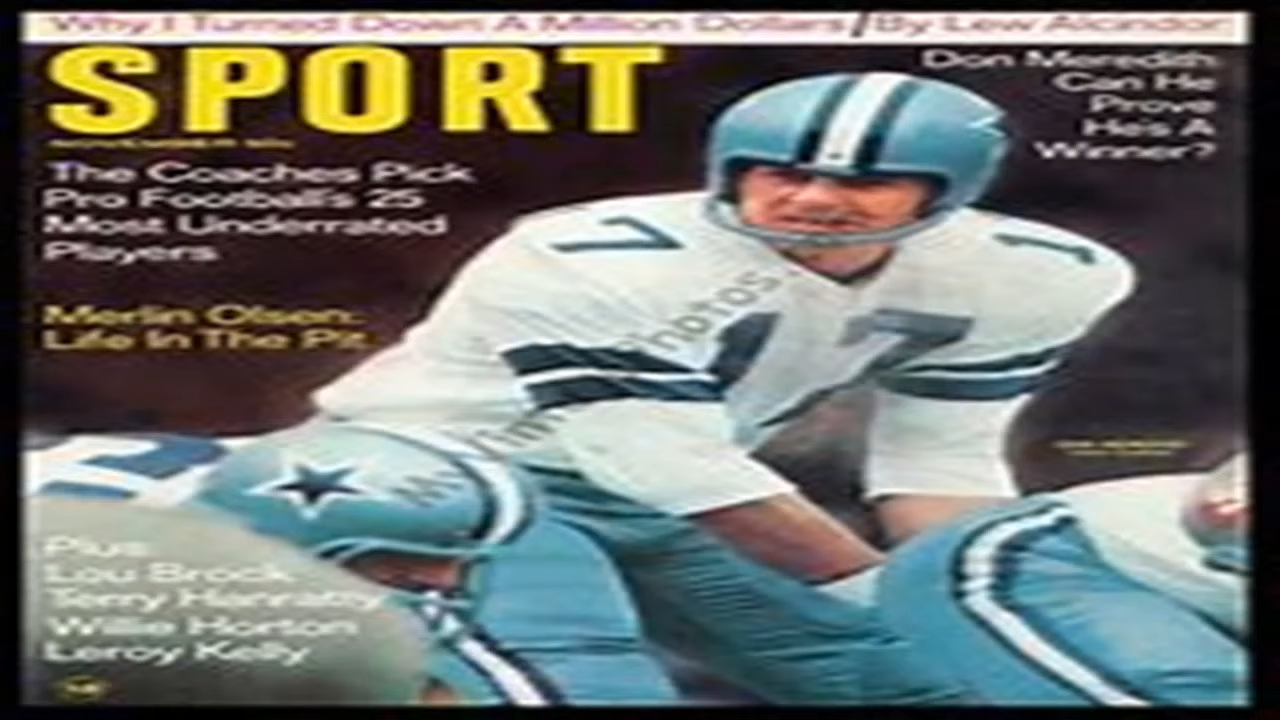 Why I Turned Down A Million Dollars/By Lew Alcindor
SPORT
Don Meredith
Can He
Prove
He's A
Winner?
The Coaches Pick
Pro Football's 25
Most Underrated
Players
Merlin Olsen:
Life In The Pit
17
17
Photos
My
Plus
Lou Brock
Terry Hanratty
Willie Horton
Leroy Kelly